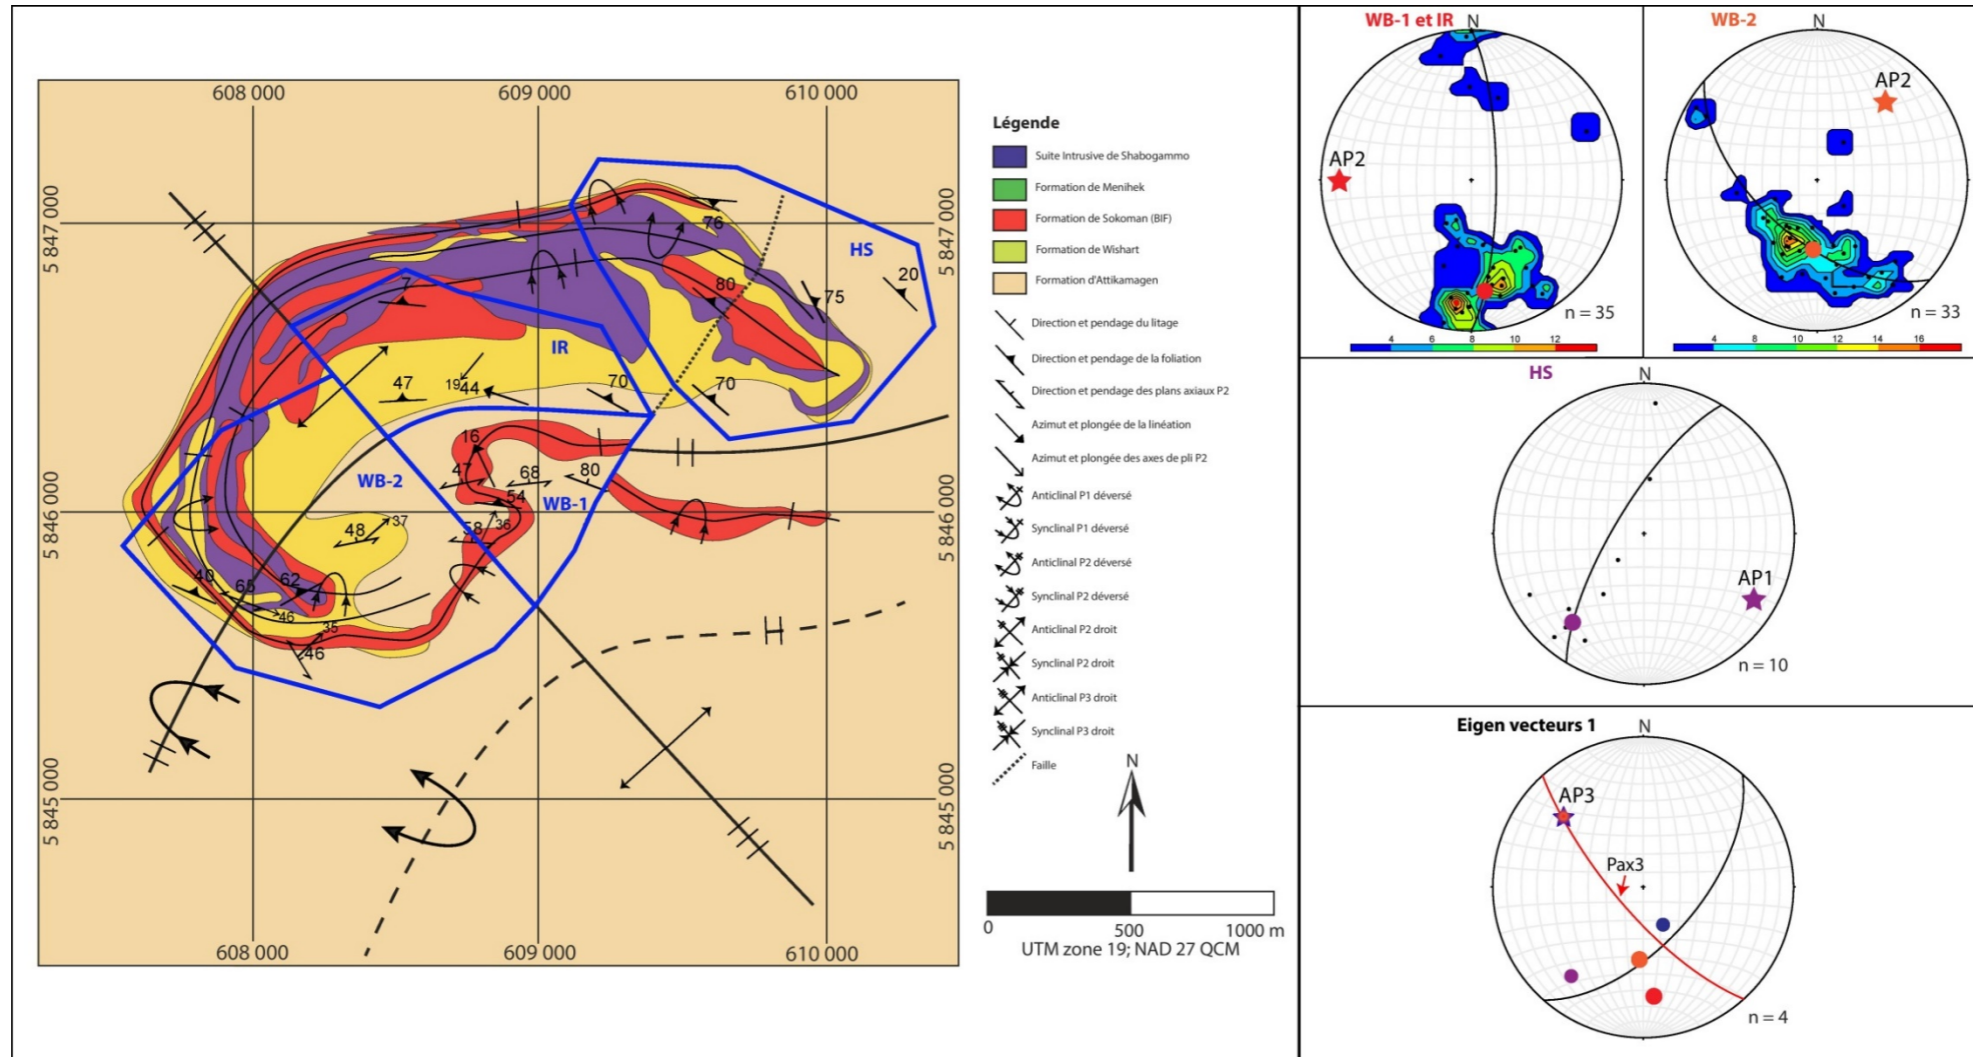 608 000
609 000
610 000
5 847 000
5 846 000
5 845 000
5 847 000
5 846 000
5 845 000
608 000
609 000
610 000
HS
IR
WB-2
WB-1
76
20
80
75
7
19
44
47
70
70
16
47
68
80
54
58
36
48
37
40
65
62
46
35
46
Légende
Suite Intrusive de Shabogammo
Formation de Menihek
Formation de Sokoman (BIF)
Formation de Wishart
Formation d'Attikamagen
Direction et pendage du litage
Direction et pendage de la foliation
Direction et pendage des plans axiaux P2
Azimut et plongée de la linéation
Azimut et plongée des axes de pli P2
Anticlinal P1 déversé
Synclinal P1 déversé
Anticlinal P2 déversé
Synclinal P2 déversé
Anticlinal P2 droit
Synclinal P2 droit
Anticlinal P3 droit
Synclinal P3 droit
Faille
N
0
500
1000 m
UTM zone 19; NAD 27 QCM
WB-1 et IR
N
AP2
n = 35
4 6 8 10 12
WB-2
N
AP2
n = 33
4 8 10 14 16
HS
N
AP1
n = 10
Eigen vecteurs 1
N
AP3
Pax3
n = 4